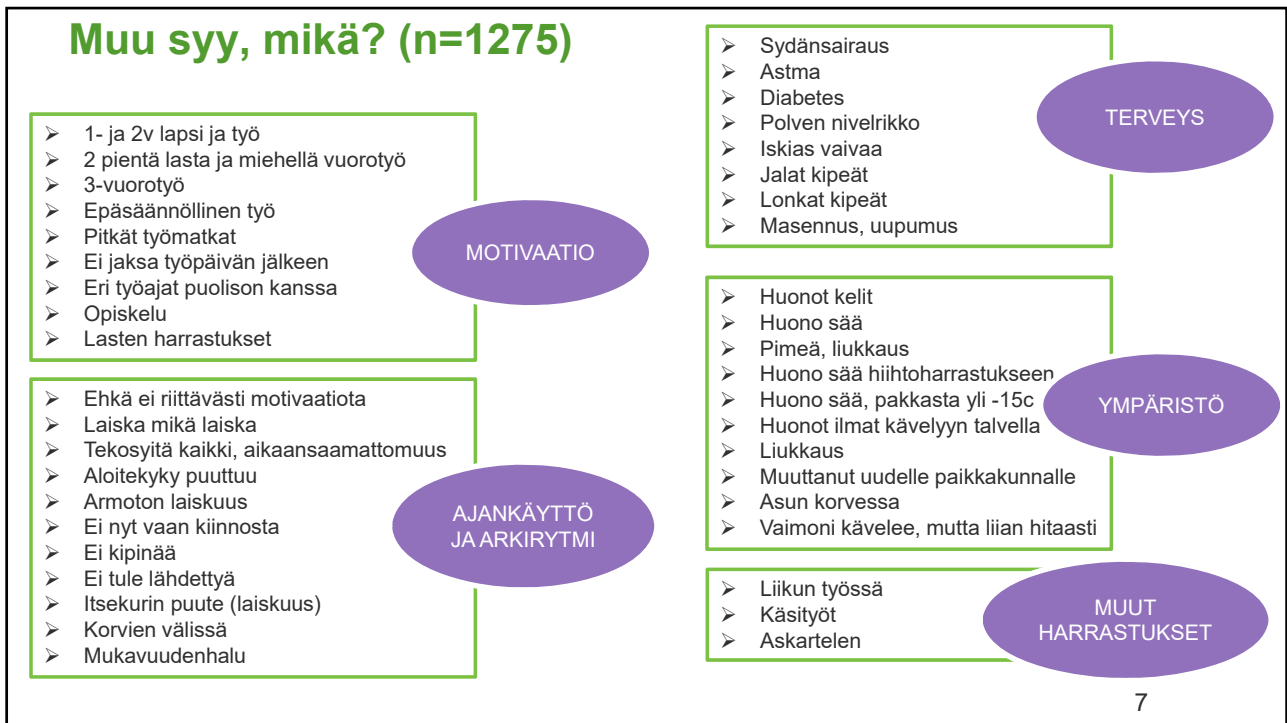 Muu syy, mikä? (n=1275)
➢ 1- ja 2v lapsi ja työ
➢ 2 pientä lasta ja miehellä vuorotyö
➢ 3-vuorotyö
➢ Epäsäännöllinen työ
➢ Pitkät työmatkat
➢ Ei jaksa työpäivän jälkeen
➢ Eri työajat puolison kanssa
➢ Opiskelu
➢ Lasten harrastukset
MOTIVAATIO
➢ Ehkä ei riittävästi motivaatiota
➢ Laiska mikä laiska
➢ Tekosyitä kaikki, aikaansaamattomuus
➢ Aloitekyky puuttuu
➢ Armoton laiskuus
➢ Ei nyt vaan kiinnosta
➢ Ei kipinää
➢ Ei tule lähdettyä
➢ Itsekurin puute (laiskuus)
➢ Korvien välissä
➢ Mukavuudenhalu
AJANKÄYTTÖ
JA ARKIRYTMI
➢ Sydänsairaus
➢ Astma
➢ Diabetes
➢ Polven nivelrikko
➢ Iskias vaivaa
➢ Jalat kipeät
➢ Lonkat kipeät
➢ Masennus, uupumus
TERVEYS
➢ Huonot kelit
➢ Huono sää
➢ Pimeä, liukkaus
➢ Huono sää hiihtoharrastukseen
➢ Huono sää, pakkasta yli -15c
➢ Huonot ilmat kävelyyn talvella
➢ Liukkaus
➢ Muuttanut uudelle paikkakunnalle
➢ Asun korvessa
➢ Vaimoni kävelee, mutta liian hitaasti
YMPÄRISTÖ
➢ Liikun työssä
➢ Käsityöt
➢ Askartelen
MUUT
HARRASTUKSET
7